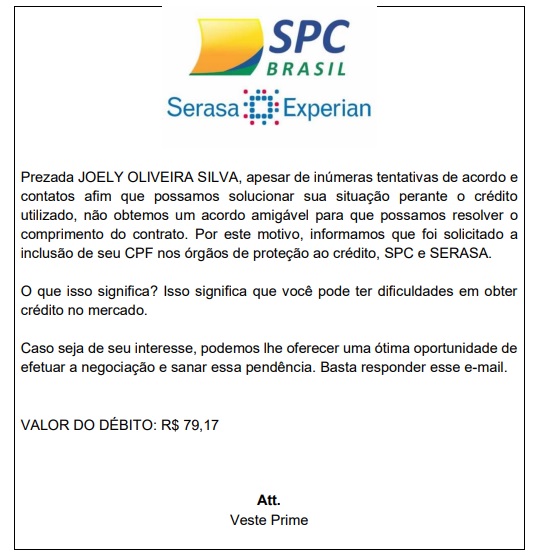 SPC
BRASIL
Serasa Experian
Prezada JOELY OLIVEIRA SILVA, apesar de inúmeras tentativas de acordo e
contatos afim que possamos solucionar sua situação perante o crédito
utilizado, não obtemos um acordo amigável para que possamos resolver o
comprimento do contrato. Por este motivo, informamos que foi solicitado a
inclusão de seu CPF nos órgãos de proteção ao crédito, SPC e SERASA.
O que isso significa? Isso significa que você pode ter dificuldades em obter
crédito no mercado.
Caso seja de seu interesse, podemos lhe oferecer uma ótima oportunidade de
efetuar a negociação e sanar essa pendência. Basta responder esse e-mail.
VALOR DO DÉBITO: R$ 79,17
Att.
Veste Prime